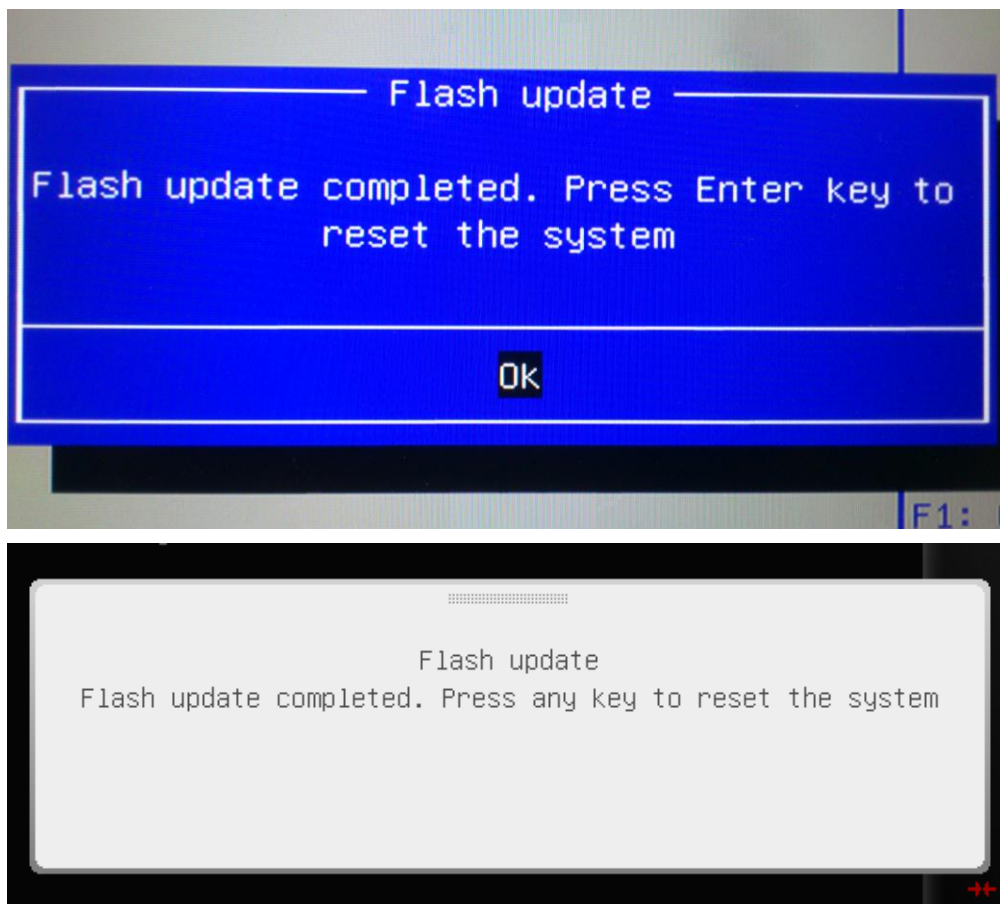 Flash update
Flash update completed. Press Enter key to
reset the system
Ok
F1:
Flash update
Flash update completed. Press any key to reset the system